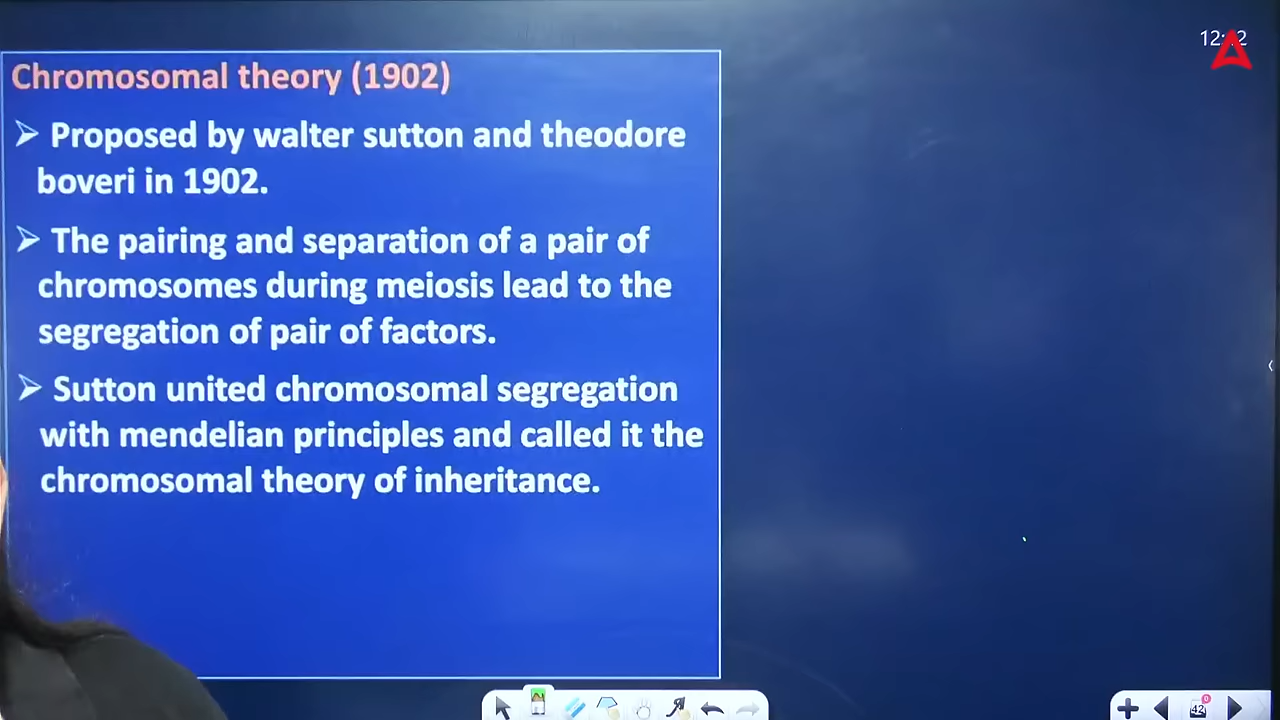 Chromosomal theory (1902)
➢ Proposed by walter sutton and theodore
boveri in 1902.
➢ The pairing and separation of a pair of
chromosomes during meiosis lead to the
segregation of pair of factors.
➢ Sutton united chromosomal segregation
with mendelian principles and called it the
chromosomal theory of inheritance.
42